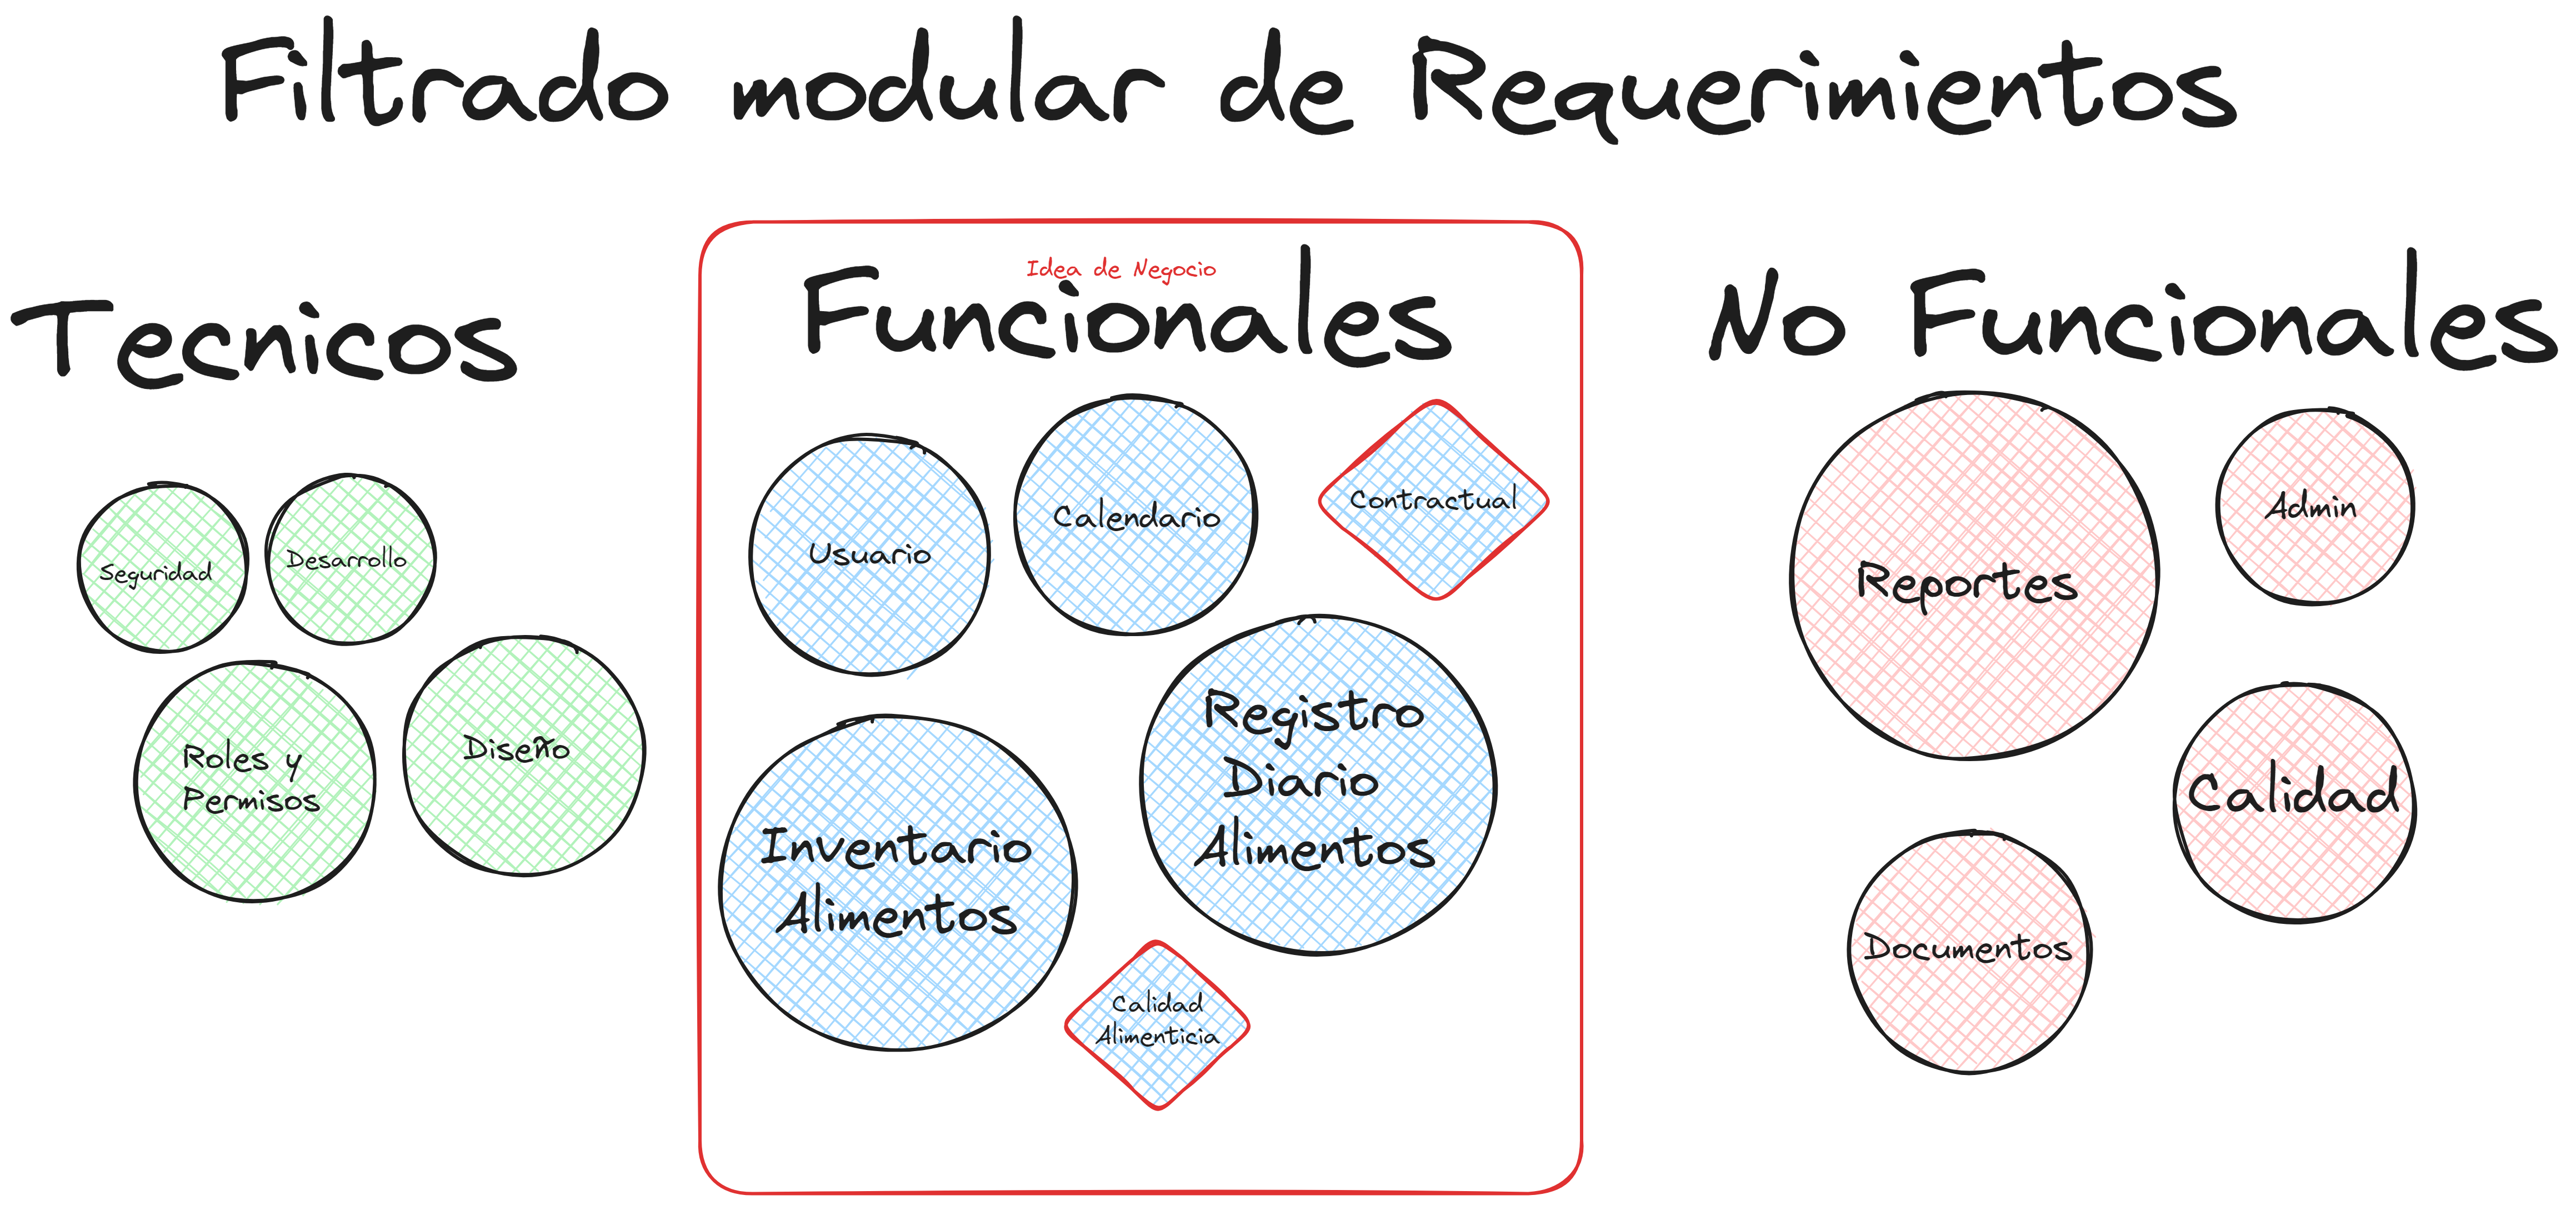 Filtrado modular de Requerimientos
Tecnicos
Seguridad
Desarrollo
Roles y
Permisos
Diseño
Idea de Negocio
Funcionales
Usuario
Calendario
Contractual
Registro
Diario
Alimentos
Inventario
Alimentos
Calidad
Alimenticia
No Funcionales
Reportes
Admin
Calidad
Documentos